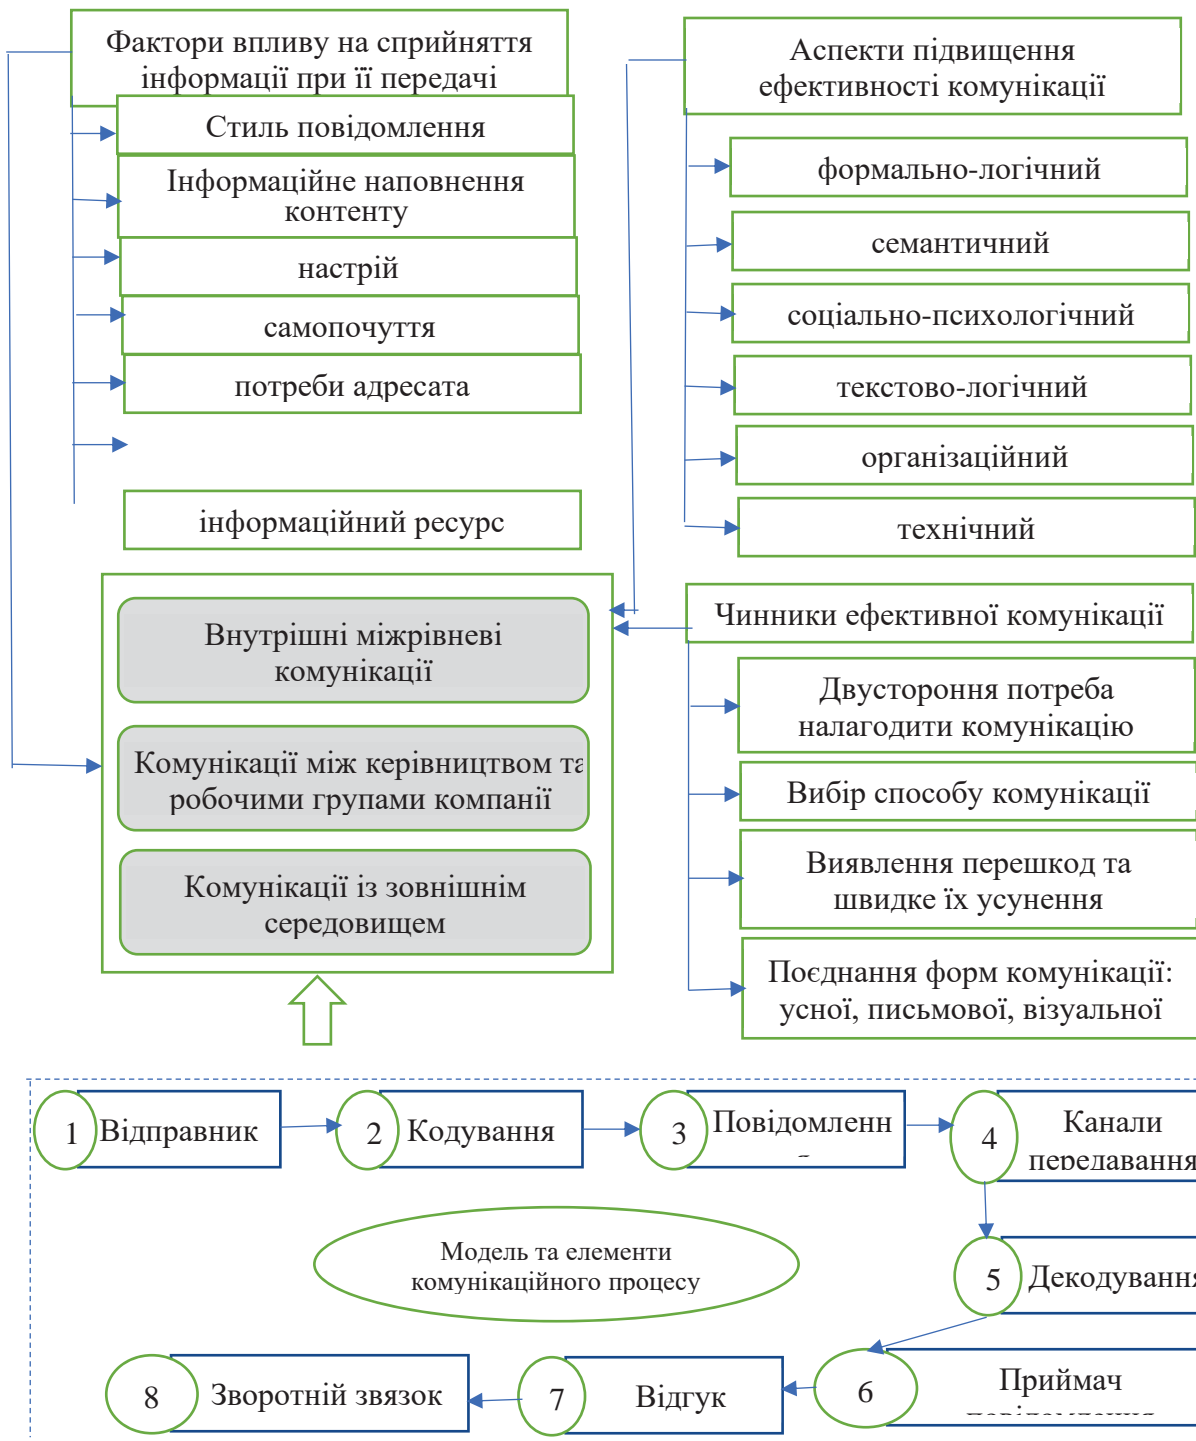 Фактори впливу на сприйняття
інформації при її передачі
Стиль повідомлення
Інформаційне наповнення
контенту
настрій
самопочуття
потреби адресата
інформаційний ресурс
Аспекти підвищення
ефективності комунікації
формально-логічний
семантичний
соціально-психологічний
текстово-логічний
організаційний
технічний
Внутрішні міжрівневі
комунікації
Комунікації між керівництвом та
робочими групами компанії
Комунікації із зовнішнім
середовищем
Чинники ефективної комунікації
Двустороння потреба
налагодити комунікацію
Вибір способу комунікації
Виявлення перешкод та
швидке їх усунення
Поєднання форм комунікації:
усної, письмової, візуальної
1 Відправник
2 Кодування
3 Повідомленн
4 Канали
передавання
Модель та елементи
комунікаційного процесу
5 Декодування
6 Приймач
7 Відгук
8 Зворотній звязок